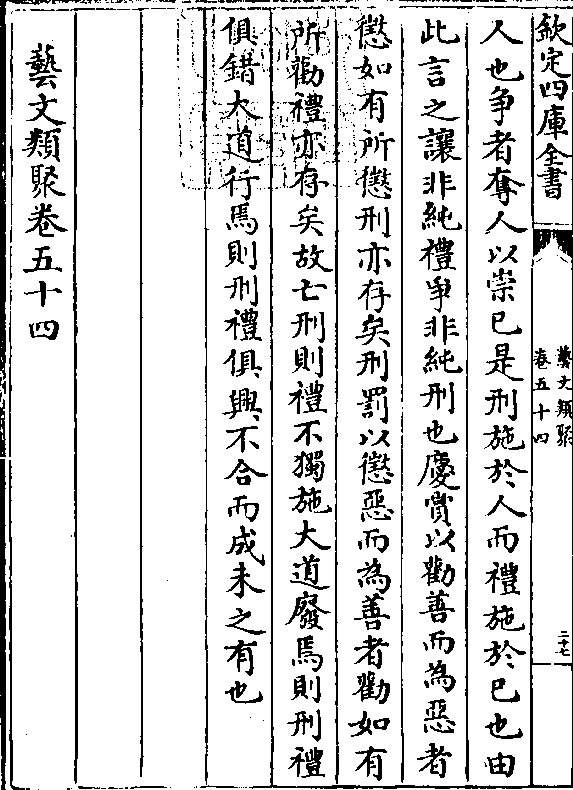 欽定四庫全書
藝文類聚
卷五十四
二十七
人也爭者奪人以崇已是刑施於人而禮施於已也由
此言之讓非純禮爭非純刑也慶賞以勸善而為惡者
懲如有所懲刑亦存矣刑罰以懲惡而為善者勸如有
所勸禮亦存矣故亡刑則禮不獨施大道廢焉則刑禮
俱錯大道行焉則刑禮俱興不合而成未之有也
藝文類聚卷五十四